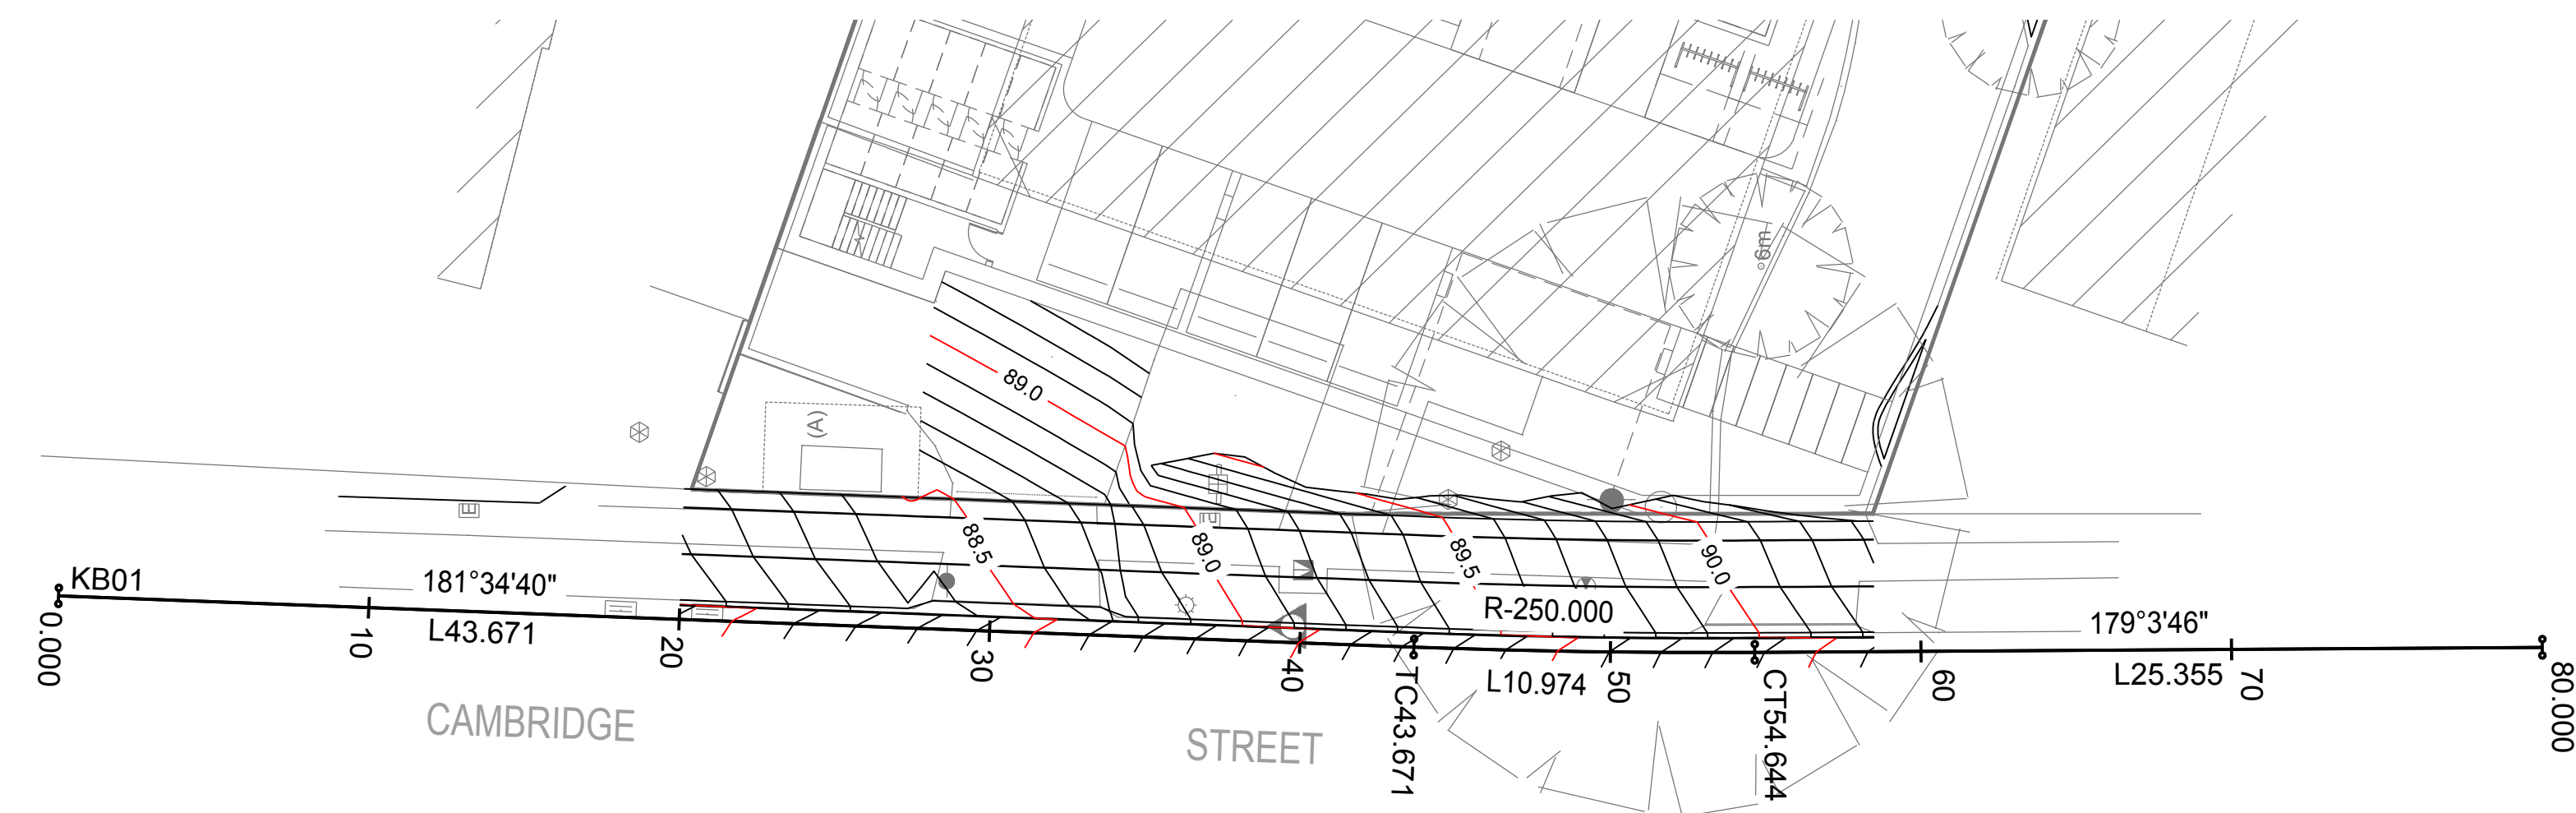 6m
89.0
(A)
E
E
88.5
89.0
89.5
90.0
KB01
181°34'40"
R-250.000
179°3'46"
L43.671
L10.974
L25.355
0.000
10
20
30
40
TC43.671
50
CT54.644
60
70
80.000
CAMBRIDGE
STREET